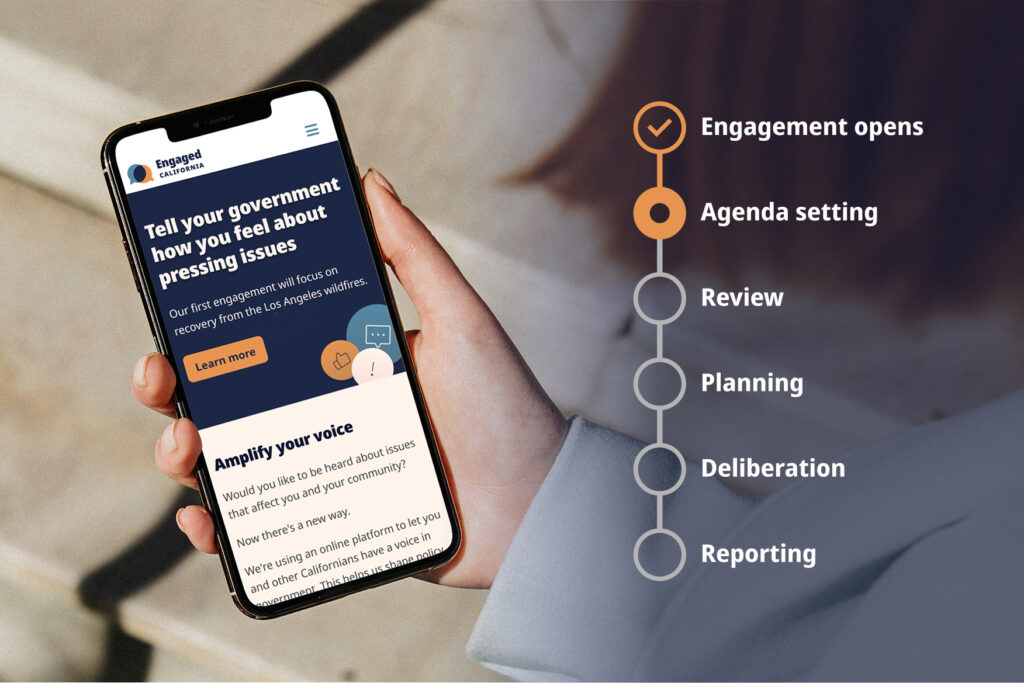 Engaged
CALIFORNIA
Tell your government
how you feel about
pressing issues
Our first engagement will focus on
recovery from the Los Angeles wildfires.
Learn more
!
Amplify your voice
Would you like to be heard about issues
that affect you and your community?
Now there's a new way.
We're using an online platform to let you
and other Californians have a voice in
government. This helps us shape policy
Engagement opens
Agenda setting
Review
Planning
Deliberation
Reporting